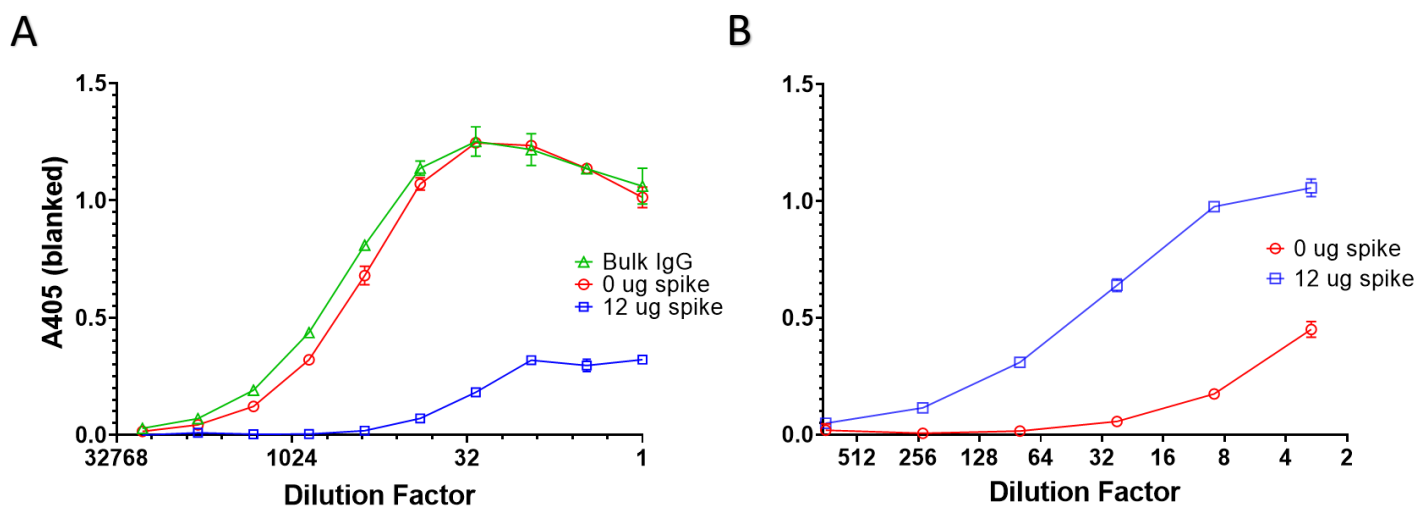 A
B
1.5
1.0
0.5
0.0
A405 (blanked)
32768
1024
32
1
Dilution Factor
Bulk IgG
0 ug spike
12 ug spike
1.5
1.0
0.5
0.0
512
256
128
64
32
16
8
4
2
Dilution Factor
0 ug spike
12 ug spike